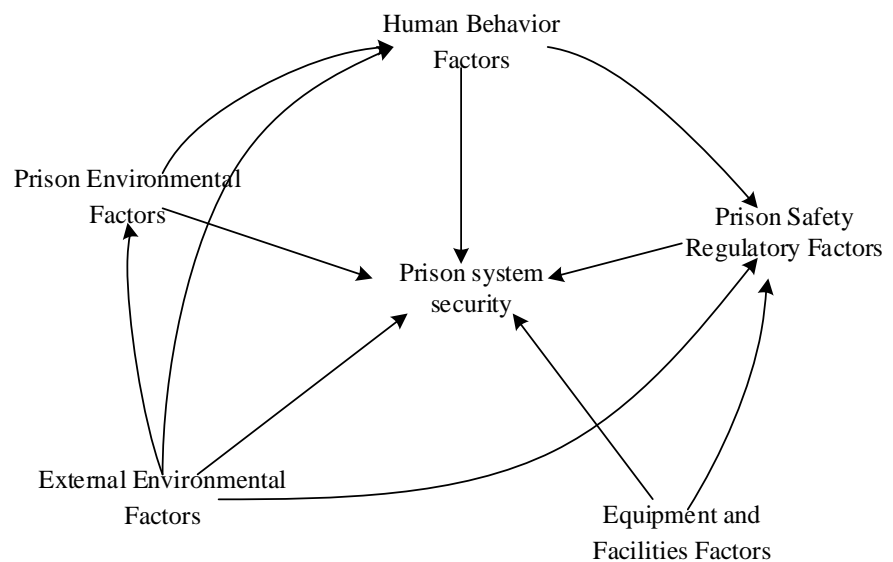 Human Behavior
Factors
Prison Environmental
Factors
Prison Safety
Regulatory Factors
Prison system
security
External Environmental
Factors
Equipment and
Facilities Factors